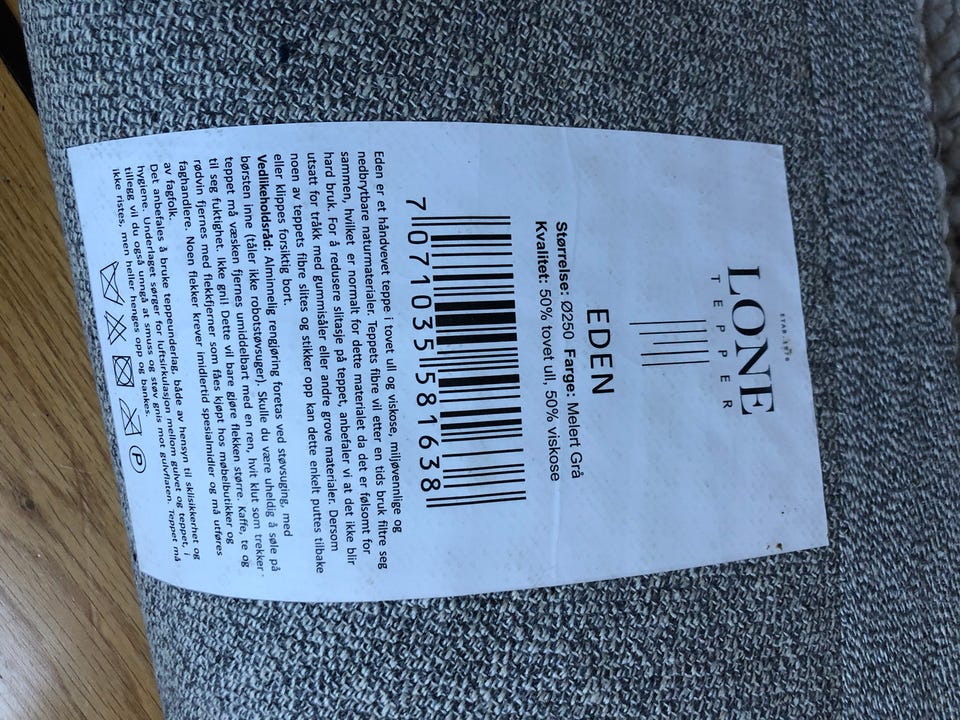 LONE
TEPPER
EDEN
Størrelse: Ø250 Farge: Melert Grå
Kvalitet: 50% tovet ull, 50% viskose
7 071035 581638
Eden er et håndvevet teppe i tovet ull og viskose, miljøvennlige og
nedbrytbare naturmaterialer. Teppets fibre vil etter en tids bruk filtre seg
sammen, hvilket er normalt for dette materialet da det er følsomt for
hard bruk. For å redusere slitasje på teppet, anbefaler vi at det ikke blir
utsatt for tråkk med gummisåler eller andre grove materialer. Dersom
noen av teppets fibre slites og stikker opp kan dette enkelt puttes tilbake
eller klippes forsiktig bort.
Vedlikeholdsråd: Alminnelig rengjøring foretas ved støvsuging, med
børsten inne (tåler ikke robotstøvsuger). Skulle du være uheldig å søle på
teppet må væsken fjernes umiddelbart med en ren, hvit klut som trekker
til seg fuktighet. Ikke gni! Dette vil bare gjøre flekken større. Kaffe, te og
rødvin fjernes med flekkfjerner som fåes kjøpt hos møbelbutikker og
faghandlere. Noen flekker krever imidlertid spesialmidler og må utføres
av fagfolk.
Det anbefales å bruke teppeunderlag, både av hensyn til sklisikkerhet og
hygiene. Underlaget sørger for luftsirkulasjon mellom gulvet og teppet, i
tillegg vil du også unngå at smuss og støv gnis mot gulvflaten. Teppet må
ikke ristes, men heller henges opp og bankes.
P